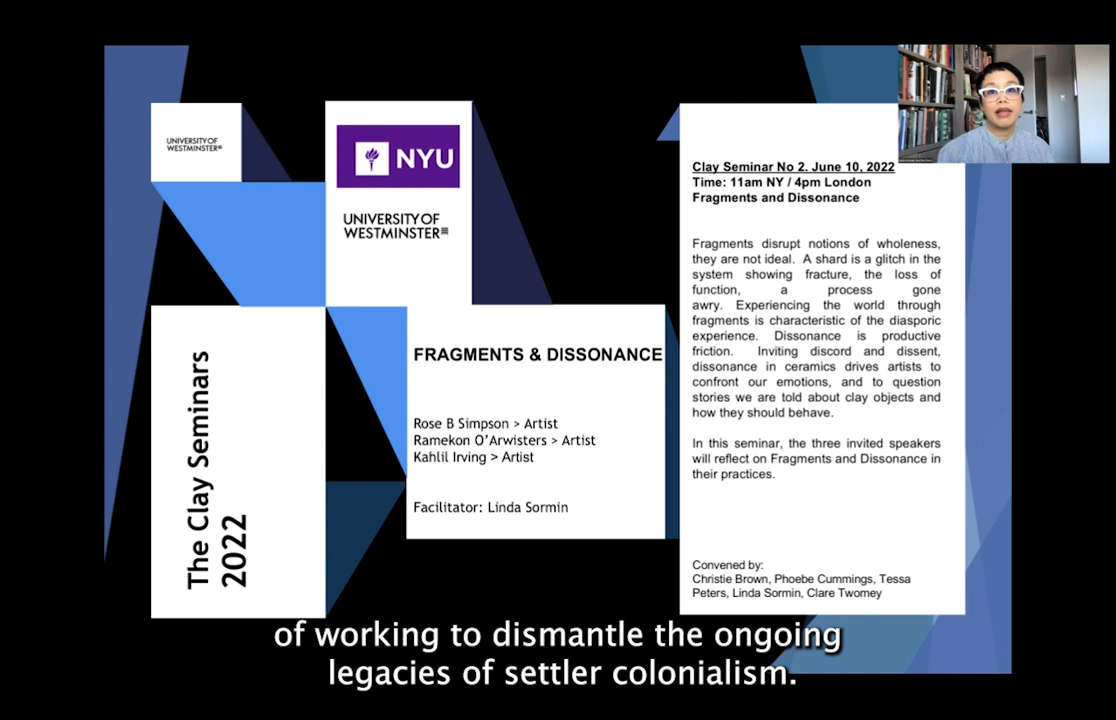 UNIVERSITY OF
WESTMINSTER
NYU
UNIVERSITY OF
WESTMINSTER
The Clay Seminars
2022
FRAGMENTS & DISSONANCE
Rose B Simpson > Artist
Ramekon O’Arwisters > Artist
Kahlil Irving > Artist
Facilitator: Linda Sormin
Clay Seminar No 2. June 10, 2022
Time: 11am NY / 4pm London
Fragments and Dissonance
Fragments disrupt notions of wholeness,
they are not ideal. A shard is a glitch in the
system showing fracture, the loss of
function, a process gone
awry. Experiencing the world through
fragments is characteristic of the diasporic
experience. Dissonance is productive
friction. Inviting discord and dissent,
dissonance in ceramics drives artists to
confront our emotions, and to question
stories we are told about clay objects and
how they should behave.
In this seminar, the three invited speakers
will reflect on Fragments and Dissonance in
their practices.
Convened by:
Christie Brown, Phoebe Cummings, Tessa
Peters, Linda Sormin, Clare Twomey
of working to dismantle the ongoing
legacies of settler colonialism.